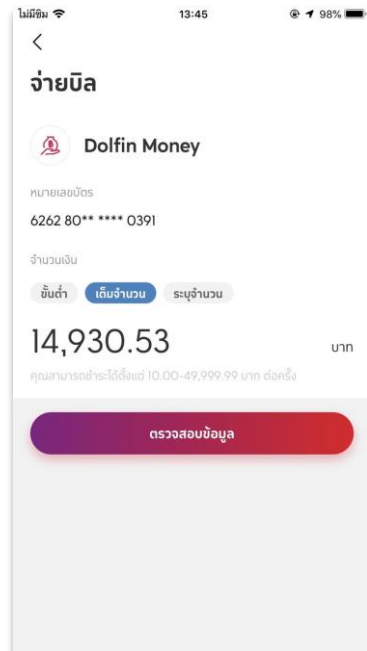 ไม่มีซิม 13:45 98%
จ่ายบิล
Dolfin Money
หมายเลขบัตร
6262 80** **** 0391
จำนวนเงิน
ขั้นต่ำ เต็มจำนวน ระบุจำนวน
14,930.53 บาท
คุณสามารถชำระได้ตั้งแต่ 10.00-49,999.99 บาท ต่อครั้ง
ตรวจสอบข้อมูล